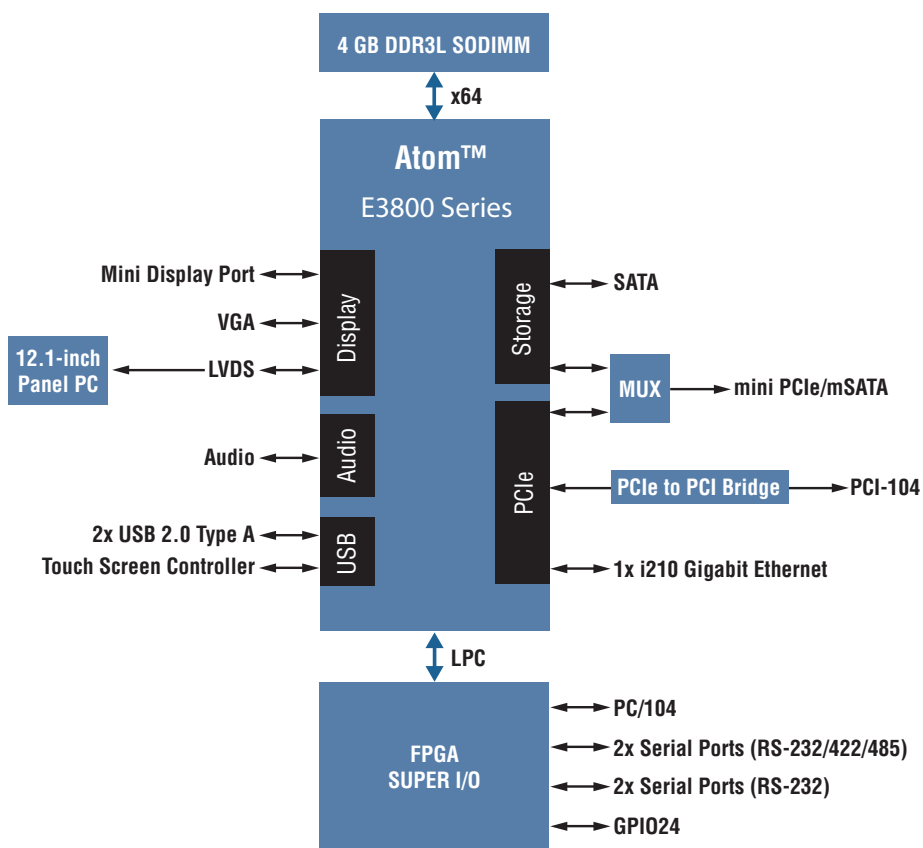 4 GB DDR3L SODIMM
x64
Atom™
E3800 Series
Mini Display Port
VGA
LVDS
12.1-inch
Panel PC
Display
Audio
Audio
2x USB 2.0 Type A
Touch Screen Controller
USB
Storage
SATA
MUX
mini PCIe/mSATA
PCIe
PCIe to PCI Bridge
PCI-104
1x i210 Gigabit Ethernet
LPC
FPGA
SUPER I/O
PC/104
2x Serial Ports (RS-232/422/485)
2x Serial Ports (RS-232)
GPIO24